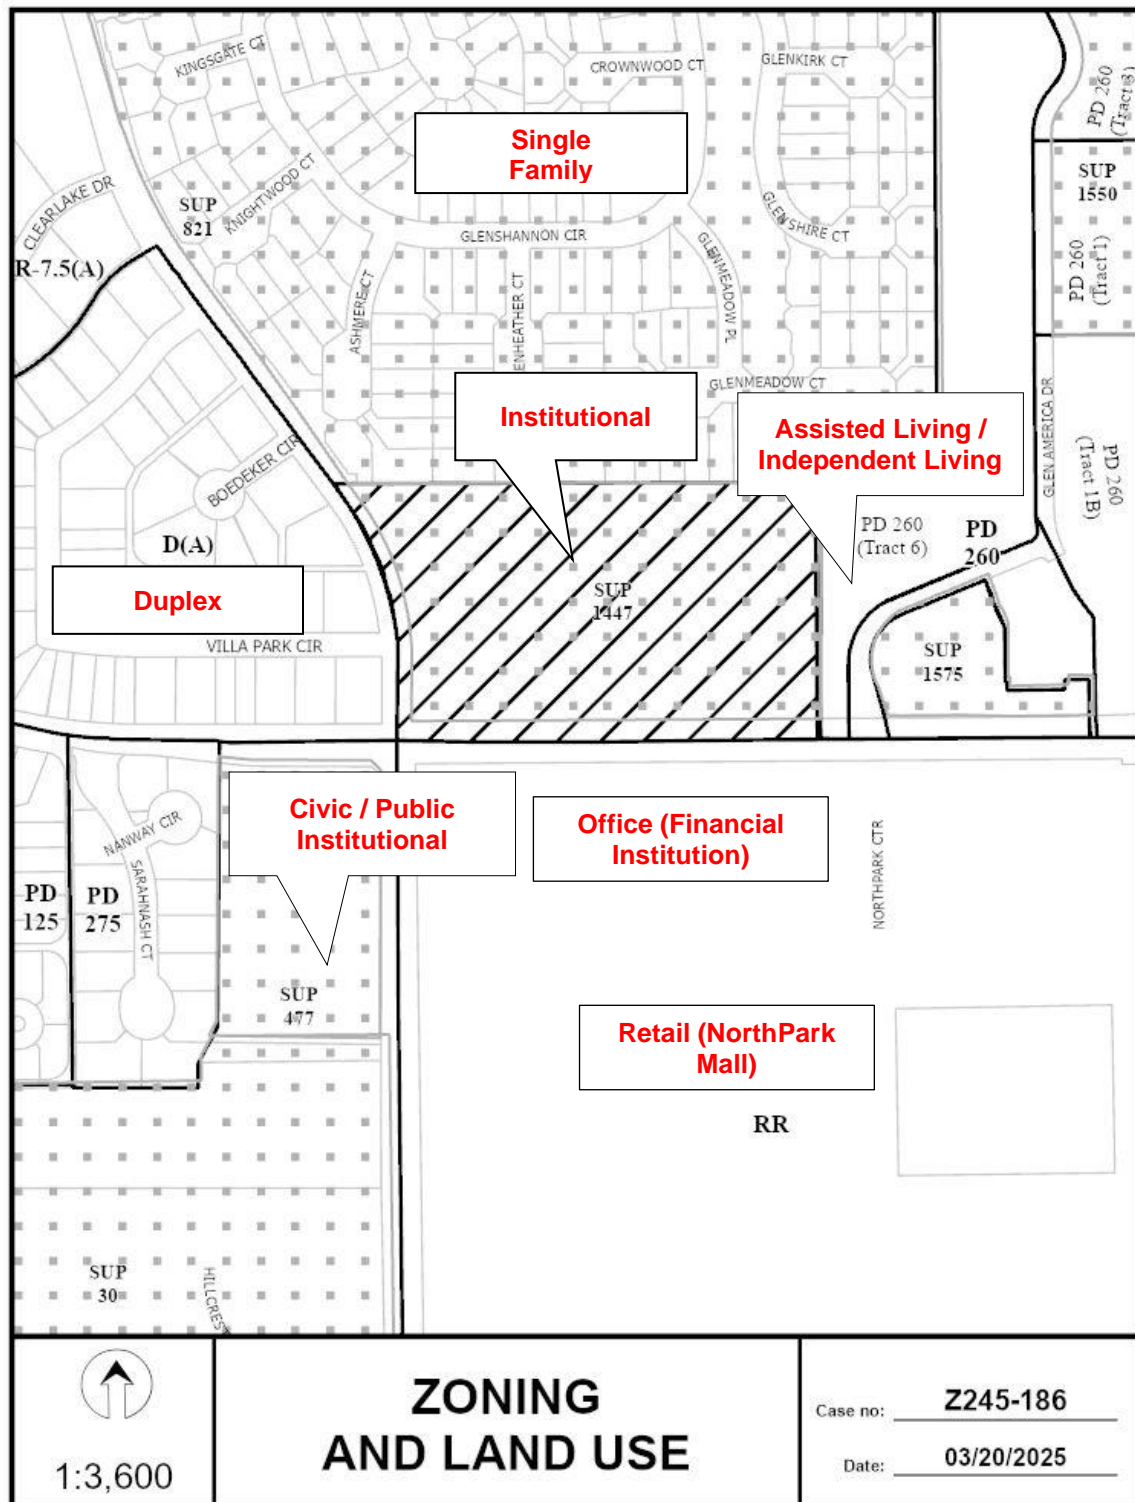 KINGSGATE CT
CROWNWOOD CT
GLENKIRK CT
PD 260
(Tract 3)
Single
Family
SUP
1550
CLEARLAKE DR
SUP
821
KNIGHTWOOD CT
GLENSHANNON CIR
GLENSHIRE CT
R-7.5(A)
PD 260
(Tract 1)
ASHMERE CT
ENHEATHER CT
GLENMEADOW PL
GLENMEADOW CT
Institutional
Assisted Living /
Independent Living
GLEN AMERICA DR
PD 260
(Tract 1B)
BOEDEKER CIR
D(A)
PD 260
(Tract 6)
PD
260
Duplex
SUP
1447
VILLA PARK CIR
SUP
1575
Civic / Public
Institutional
Office (Financial
Institution)
NANWAY CIR
SARAHNASH CT
NORTHPARK CTR
PD
125
PD
275
SUP
477
Retail (NorthPark
Mall)
RR
SUP
30
HILLCREST
1:3,600
ZONING
AND LAND USE
Case no: Z245-186
Date: 03/20/2025